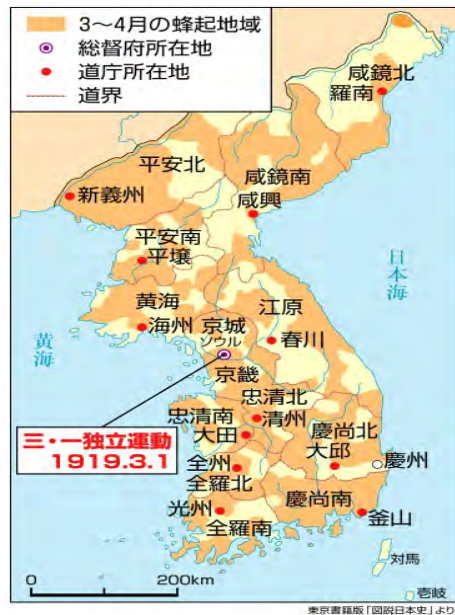 3〜4月の蜂起地域
総督府所在地
道庁所在地
道界
咸鏡北
羅南
平安北
咸鏡南
新義州
咸興
平安南
平壌
日本海
黄海
江原
京城
ソウル
海州
春川
黄海
京畿
忠清北
忠清南
清州
三・一独立運動
1919.3.1
大田
慶尚北
大邱
慶州
全州
全羅北
慶尚南
光州
釜山
全羅南
対馬
0 200km
壱岐
東京書籍版「図説日本史」より